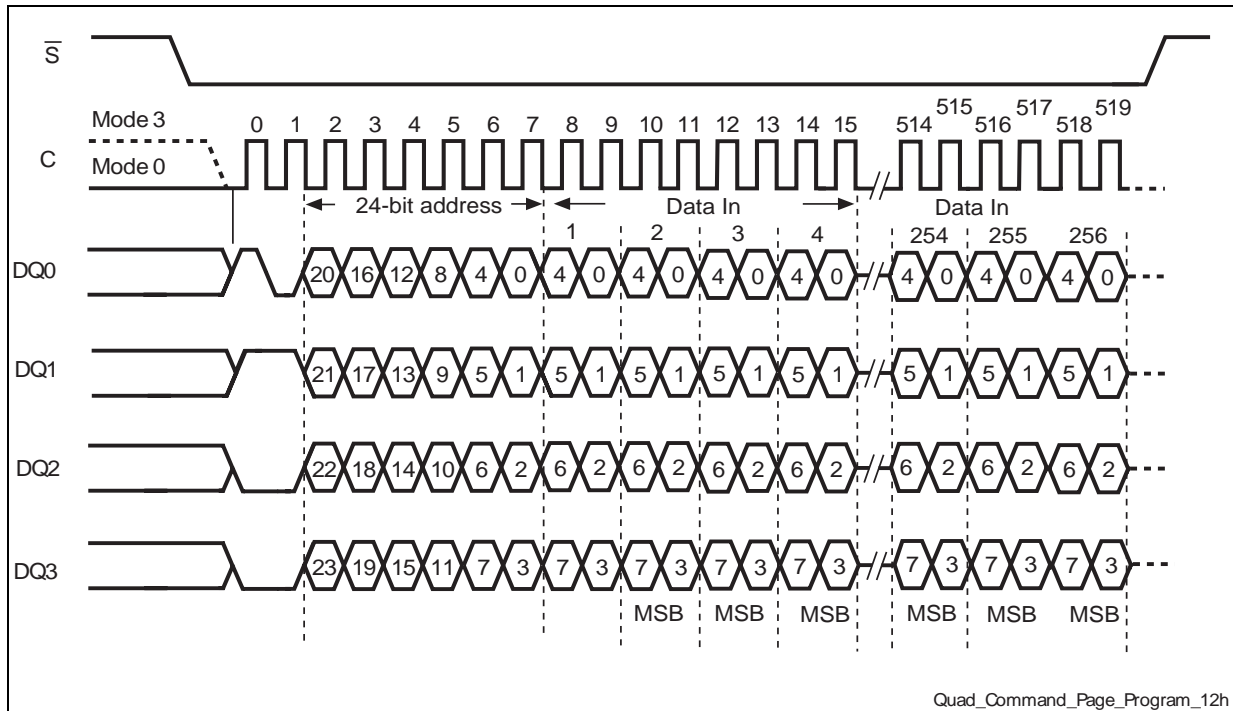 S
Mode 3
515 517 519
0 1 2 3 4 5 6 7 8 9 10 11 12 13 14 15 514 516 518
C
Mode 0
24-bit address Data In Data In
1 2 3 4 254 255 256
DQ0 20 16 12 8 4 0 4 0 4 0 4 0 4 0 4 0 4 0 4 0
DQ1 21 17 13 9 5 1 5 1 5 1 5 1 5 1 5 1 5 1 5 1
DQ2 22 18 14 10 6 2 6 2 6 2 6 2 6 2 6 2 6 2 6 2
DQ3 23 19 15 11 7 3 7 3 7 3 7 3 7 3 7 3 7 3 7 3
MSB MSB MSB MSB MSB MSB
Quad_Command_Page_Program_12h